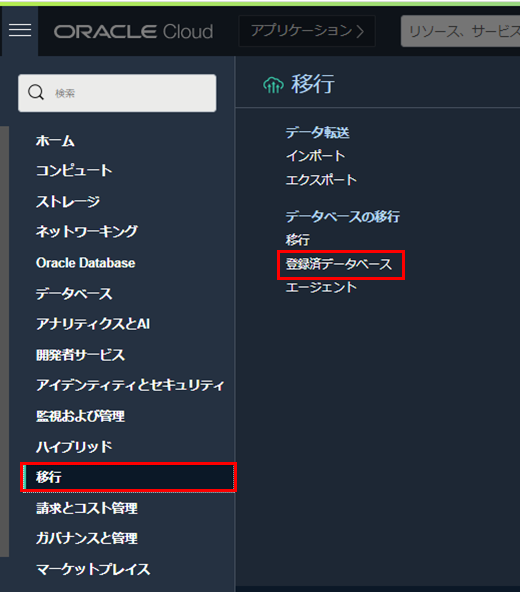 ORACLE Cloud
アプリケーション
リソース、サービス
検索
ホーム
コンピュート
ストレージ
ネットワーキング
Oracle Database
データベース
アナリティクスとAI
開発者サービス
アイデンティティとセキュリティ
監視および管理
ハイブリッド
移行
請求とコスト管理
ガバナンスと管理
マーケットプレイス
移行
データ転送
インポート
エクスポート
データベースの移行
移行
登録済データベース
エージェント